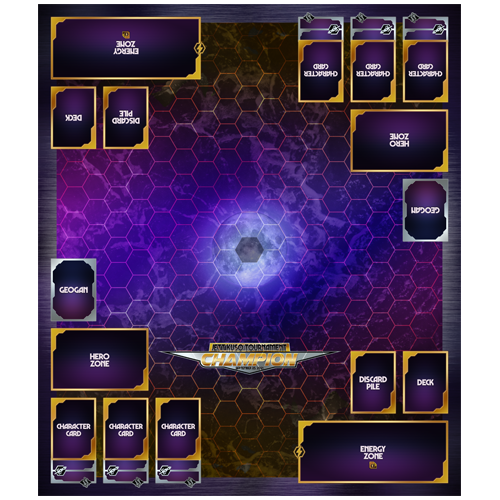 ENERGY
ZONE
CHARACTER
CARD
CHARACTER
CARD
CHARACTER
CARD
DECK
DISCARD
PILE
HERO
ZONE
GEOGAN
GEOGAN
TOURNAMENT
CHAMPION
HERO
ZONE
DISCARD
PILE
DECK
CHARACTER
CARD
CHARACTER
CARD
CHARACTER
CARD
ENERGY
ZONE